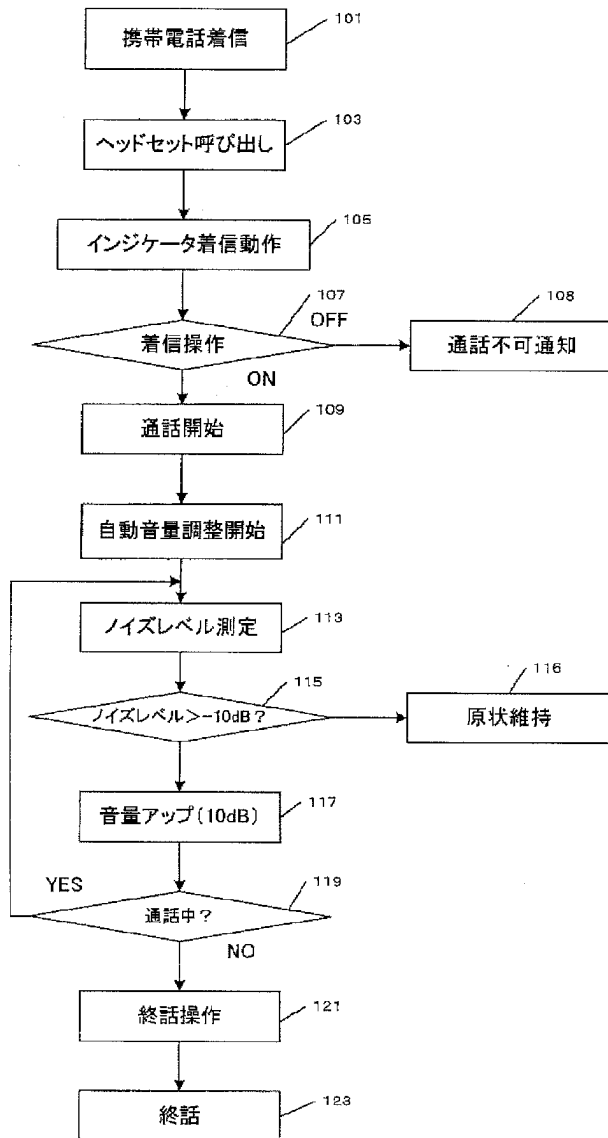 携帯電話着信
101
ヘッドセット呼び出し
103
インジケータ着信動作
105
着信操作
107
OFF
通話不可通知
108
ON
通話開始
109
自動音量調整開始
111
ノイズレベル測定
113
ノイズレベル>-10dB?
115
原状維持
116
音量アップ(10dB)
117
YES
通話中?
119
NO
終話操作
121
終話
123